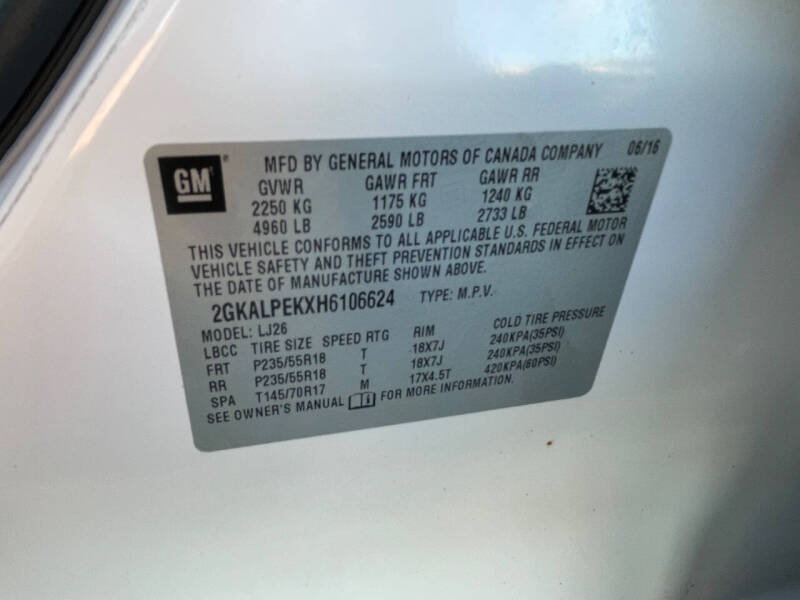 GM ® MFD BY GENERAL MOTORS OF CANADA COMPANY 06/16
GVWR GAWR FRT GAWR RR
2250 KG 1175 KG 1240 KG
4960 LB 2590 LB 2733 LB
THIS VEHICLE CONFORMS TO ALL APPLICABLE U.S. FEDERAL MOTOR
VEHICLE SAFETY AND THEFT PREVENTION STANDARDS IN EFFECT ON
THE DATE OF MANUFACTURE SHOWN ABOVE.
2GKALPEKXH6106624 TYPE: M.P.V.
MODEL: LJ26
LBCC TIRE SIZE SPEED RTG RIM COLD TIRE PRESSURE
FRT P235/55R18 T 18X7J 240KPA(35PSI)
RR P235/55R18 T 18X7J 240KPA(35PSI)
SPA T145/70R17 M 17X4.5T 420KPA(60PSI)
SEE OWNER'S MANUAL FOR MORE INFORMATION.